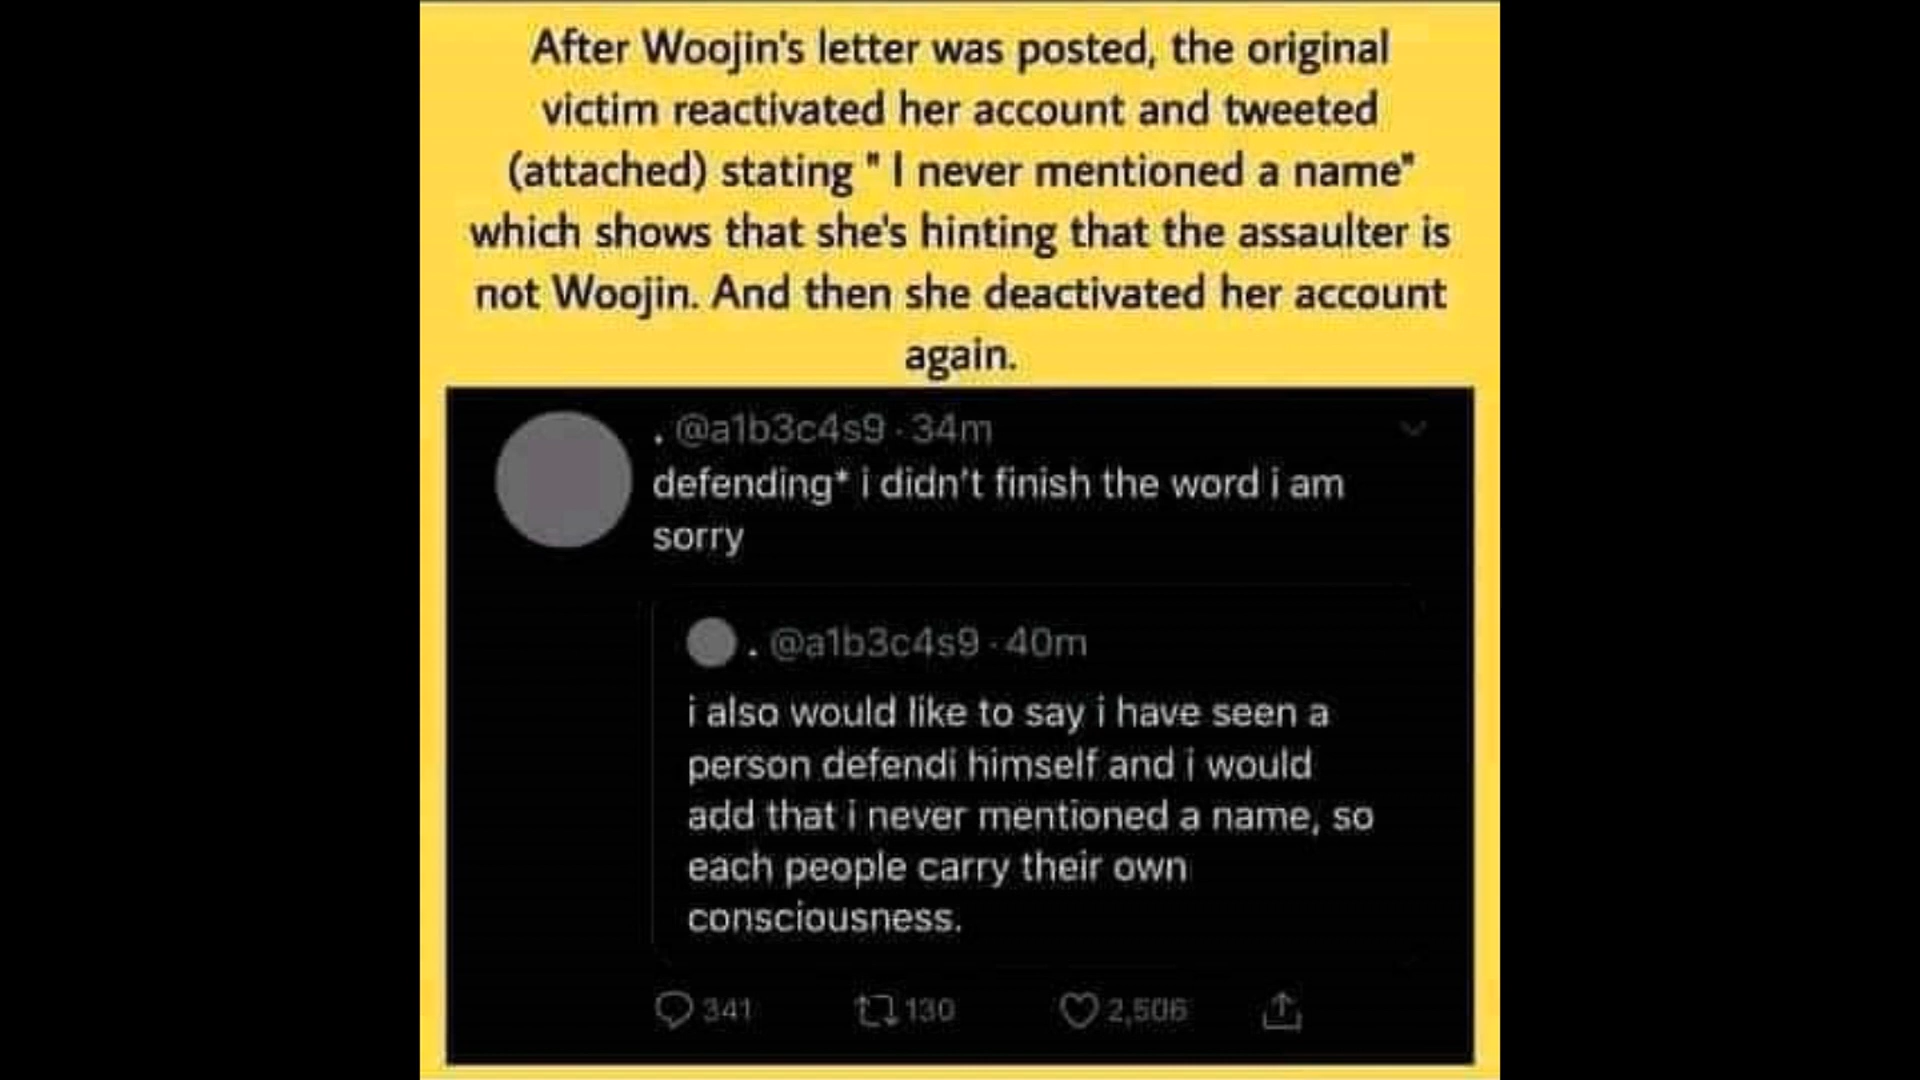 After Woojin's letter was posted, the original
victim reactivated her account and tweeted
(attached) stating " I never mentioned a name"
which shows that she's hinting that the assaulter is
not Woojin. And then she deactivated her account
again.
. @a1b3c4s9 · 34m
defending* i didn't finish the word i am
sorry
. @a1b3c4s9 · 40m
i also would like to say i have seen a
person defendi himself and i would
add that i never mentioned a name, so
each people carry their own
consciousness.
341 130 2,506